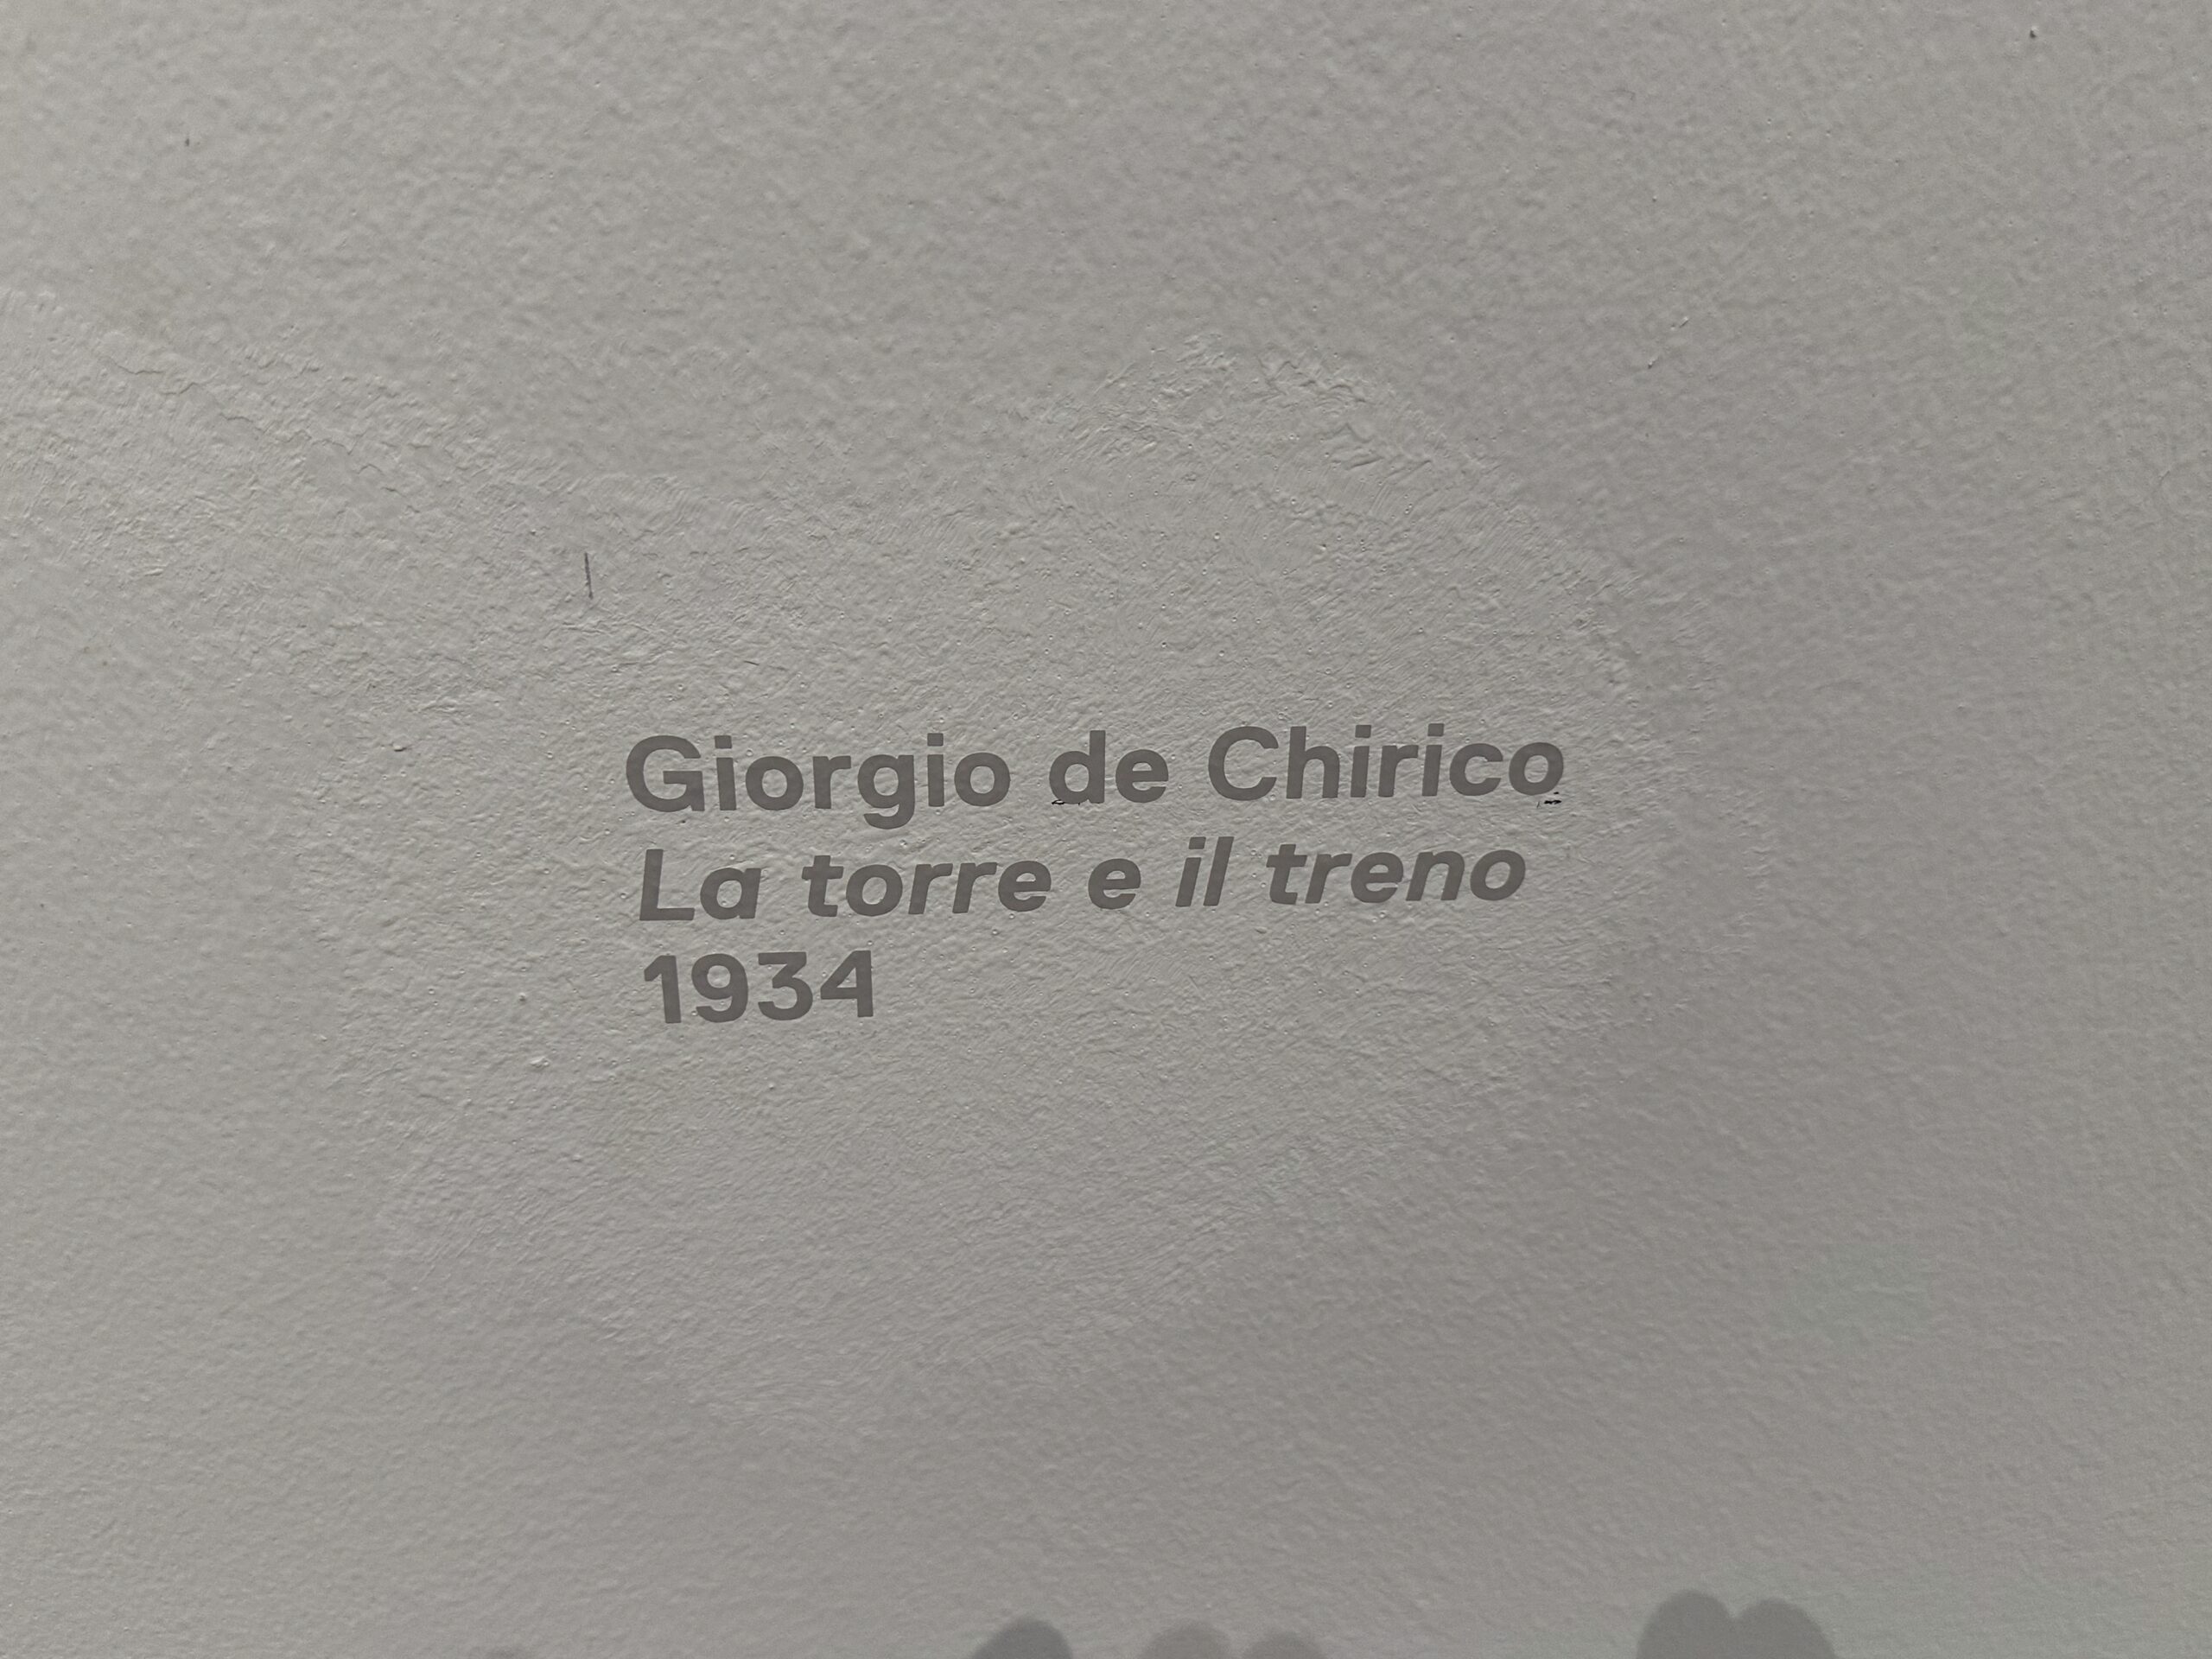 Giorgio de Chirico
La torre e il treno
1934